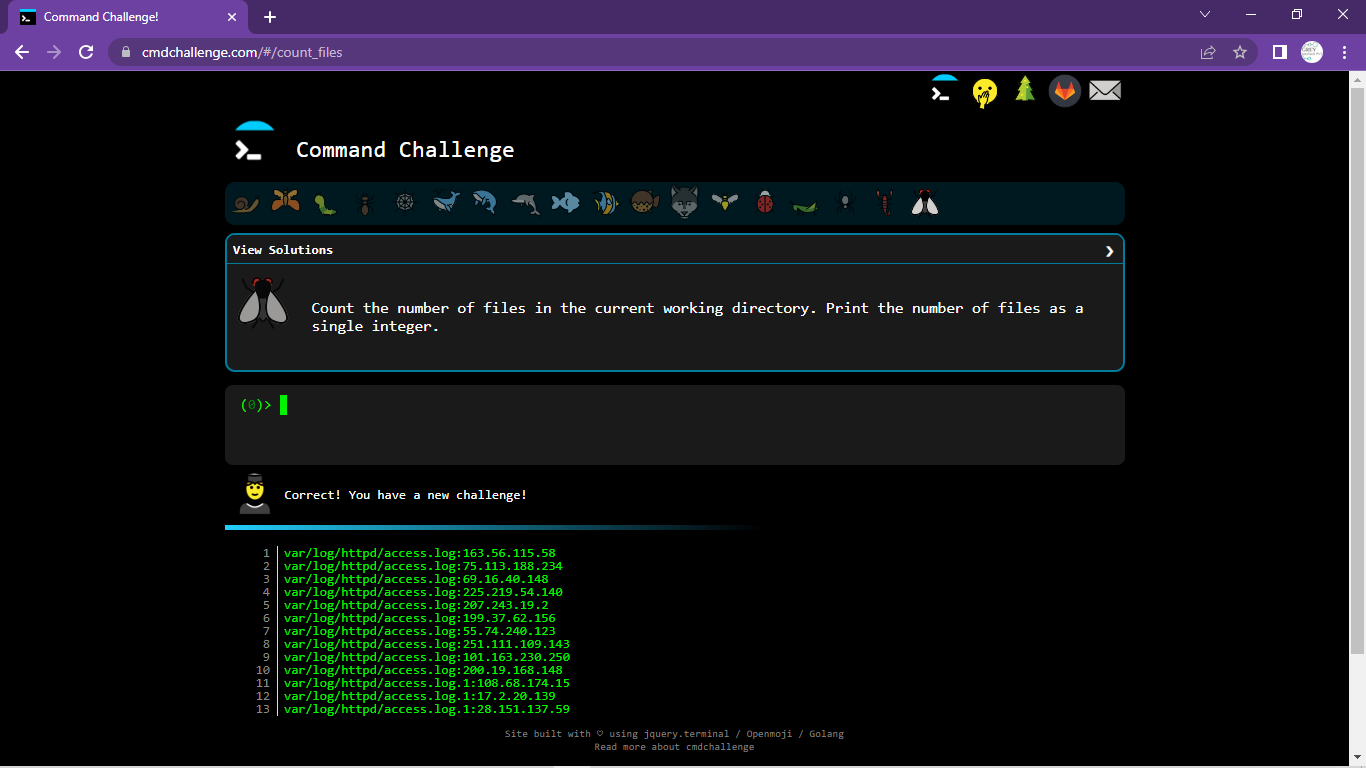 Command Challenge!
cmdchallenge.com/#/count_files
Command Challenge
View Solutions
Count the number of files in the current working directory. Print the number of files as a
single integer.
(0)>
Correct! You have a new challenge!
1 var/log/httpd/access.log:163.56.115.58
2 var/log/httpd/access.log:75.113.188.234
3 var/log/httpd/access.log:69.16.40.148
4 var/log/httpd/access.log:225.219.54.140
5 var/log/httpd/access.log:207.243.19.2
6 var/log/httpd/access.log:199.37.62.156
7 var/log/httpd/access.log:55.74.240.123
8 var/log/httpd/access.log:251.111.109.143
9 var/log/httpd/access.log:101.163.230.250
10 var/log/httpd/access.log:200.19.168.148
11 var/log/httpd/access.log.1:108.68.174.15
12 var/log/httpd/access.log.1:17.2.20.139
13 var/log/httpd/access.log.1:28.151.137.59
Site built with ♡ using jquery.terminal / Openmoji / Golang
Read more about cmdchallenge